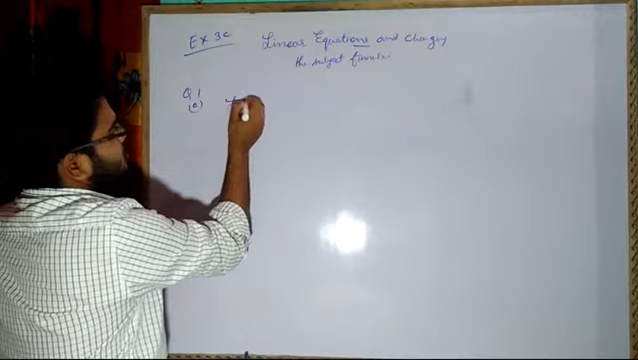 Ex 3c Linear Equations and Changing
the subject formula
Q 1
(a)